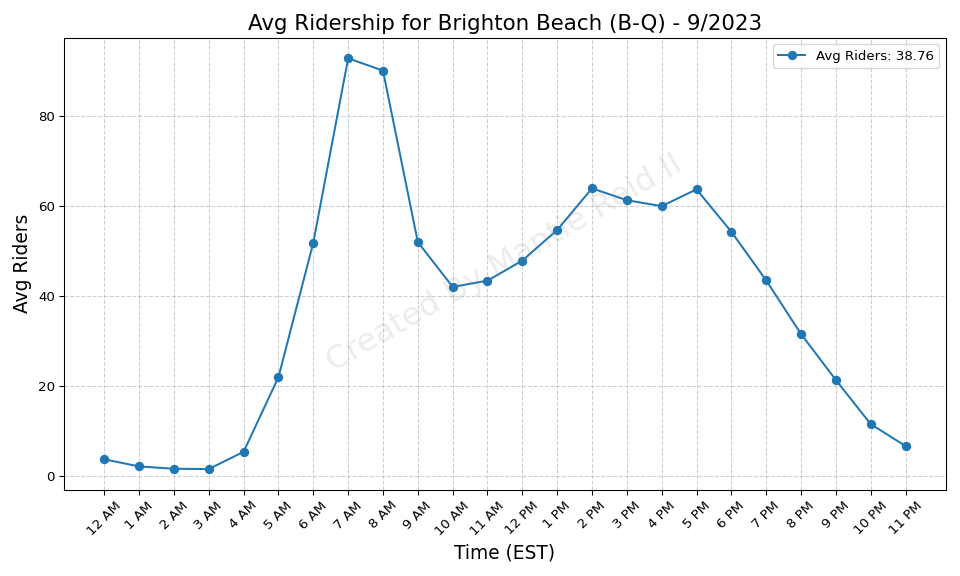 Avg Ridership for Brighton Beach (B-Q) - 9/2023
Avg Riders: 38.76
80
60
40
20
0
Avg Riders
Created By Mantle Reid II
12 AM
1 AM
2 AM
3 AM
4 AM
5 AM
6 AM
7 AM
8 AM
9 AM
10 AM
11 AM
12 PM
1 PM
2 PM
3 PM
4 PM
5 PM
6 PM
7 PM
8 PM
9 PM
10 PM
11 PM
Time (EST)